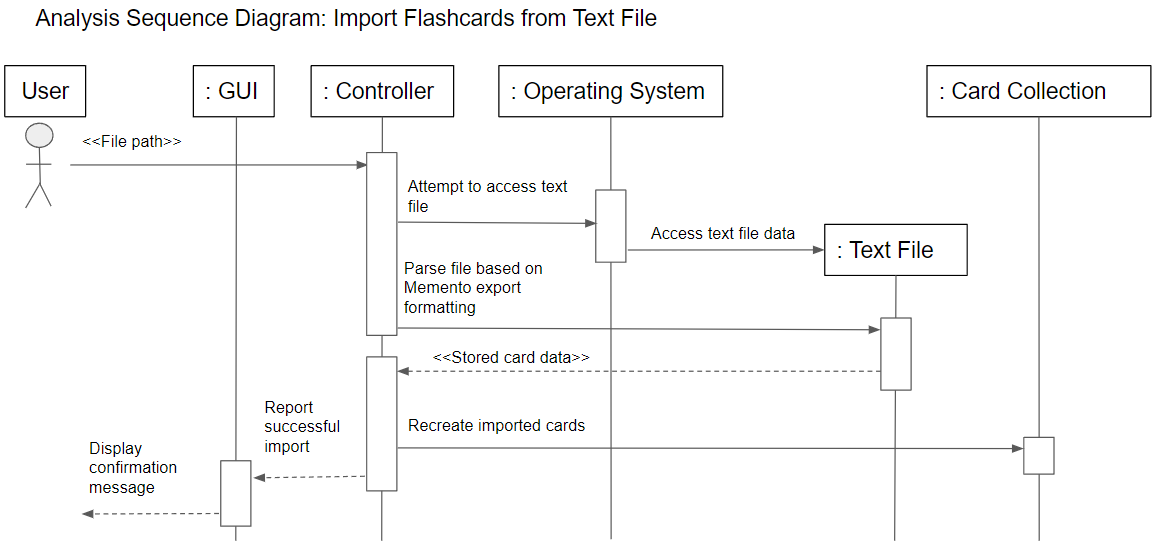 Analysis Sequence Diagram: Import Flashcards from Text File
User
: GUI
: Controller
: Operating System
: Card Collection
<<File path>>
Attempt to access text
file
Access text file data
: Text File
Parse file based on
Memento export
formatting
<<Stored card data>>
Report
successful
import
Recreate imported cards
Display
confirmation
message